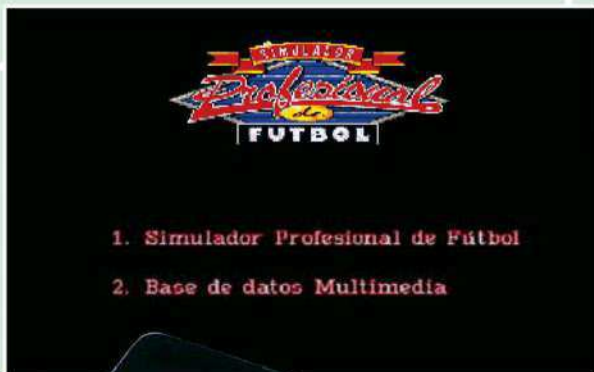 SIMULADOR
Profesional
de
FUTBOL
1. Simulador Profesional de Fútbol
2. Base de datos Multimedia